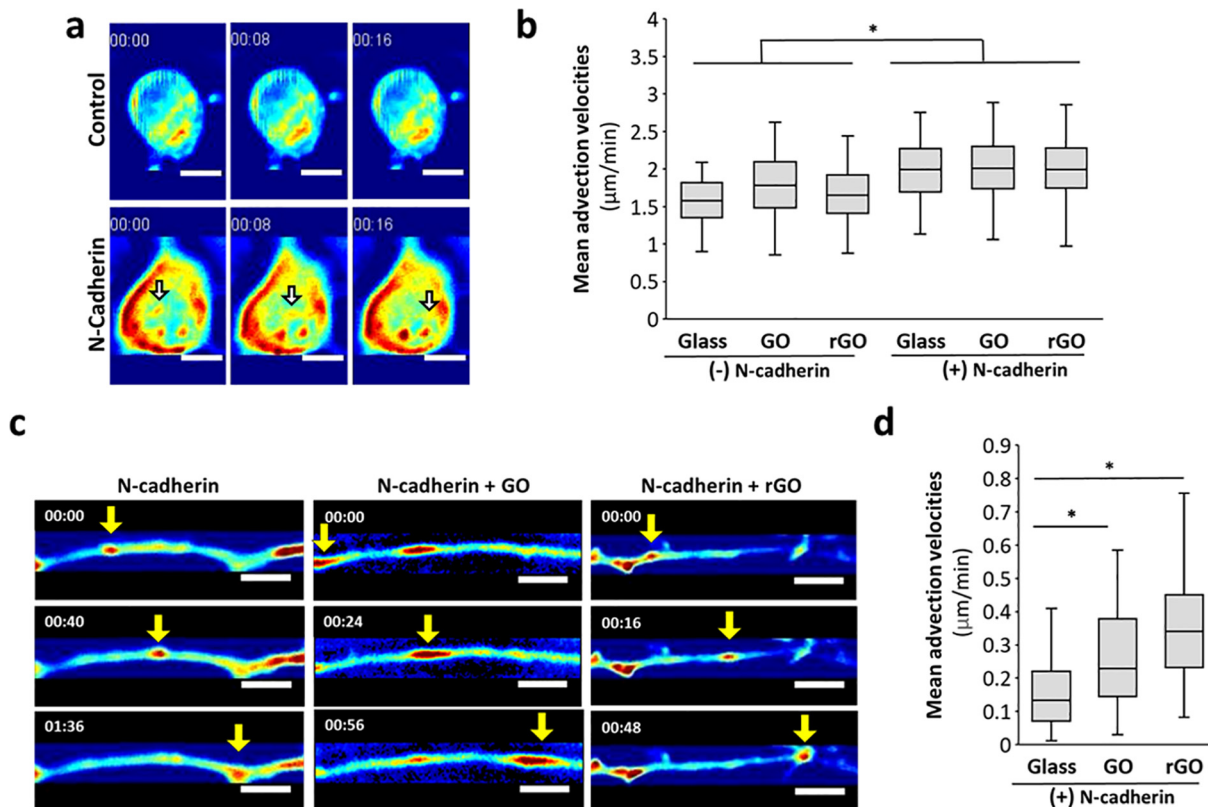 a
00:00 00:08 00:16
Control
00:00 00:08 00:16
N-Cadherin
b
Mean advection velocities
(μm/min)
4
3.5
3
2.5
2
1.5
1
0.5
0
*
Glass GO rGO Glass GO rGO
(-) N-cadherin (+) N-cadherin
c
N-cadherin N-cadherin + GO N-cadherin + rGO
00:00 00:00 00:00
00:40 00:24 00:16
01:36 00:56 00:48
d
Mean advection velocities
(μm/min)
0.9
0.8
0.7
0.6
0.5
0.4
0.3
0.2
0.1
0
*
*
Glass GO rGO
(+) N-cadherin